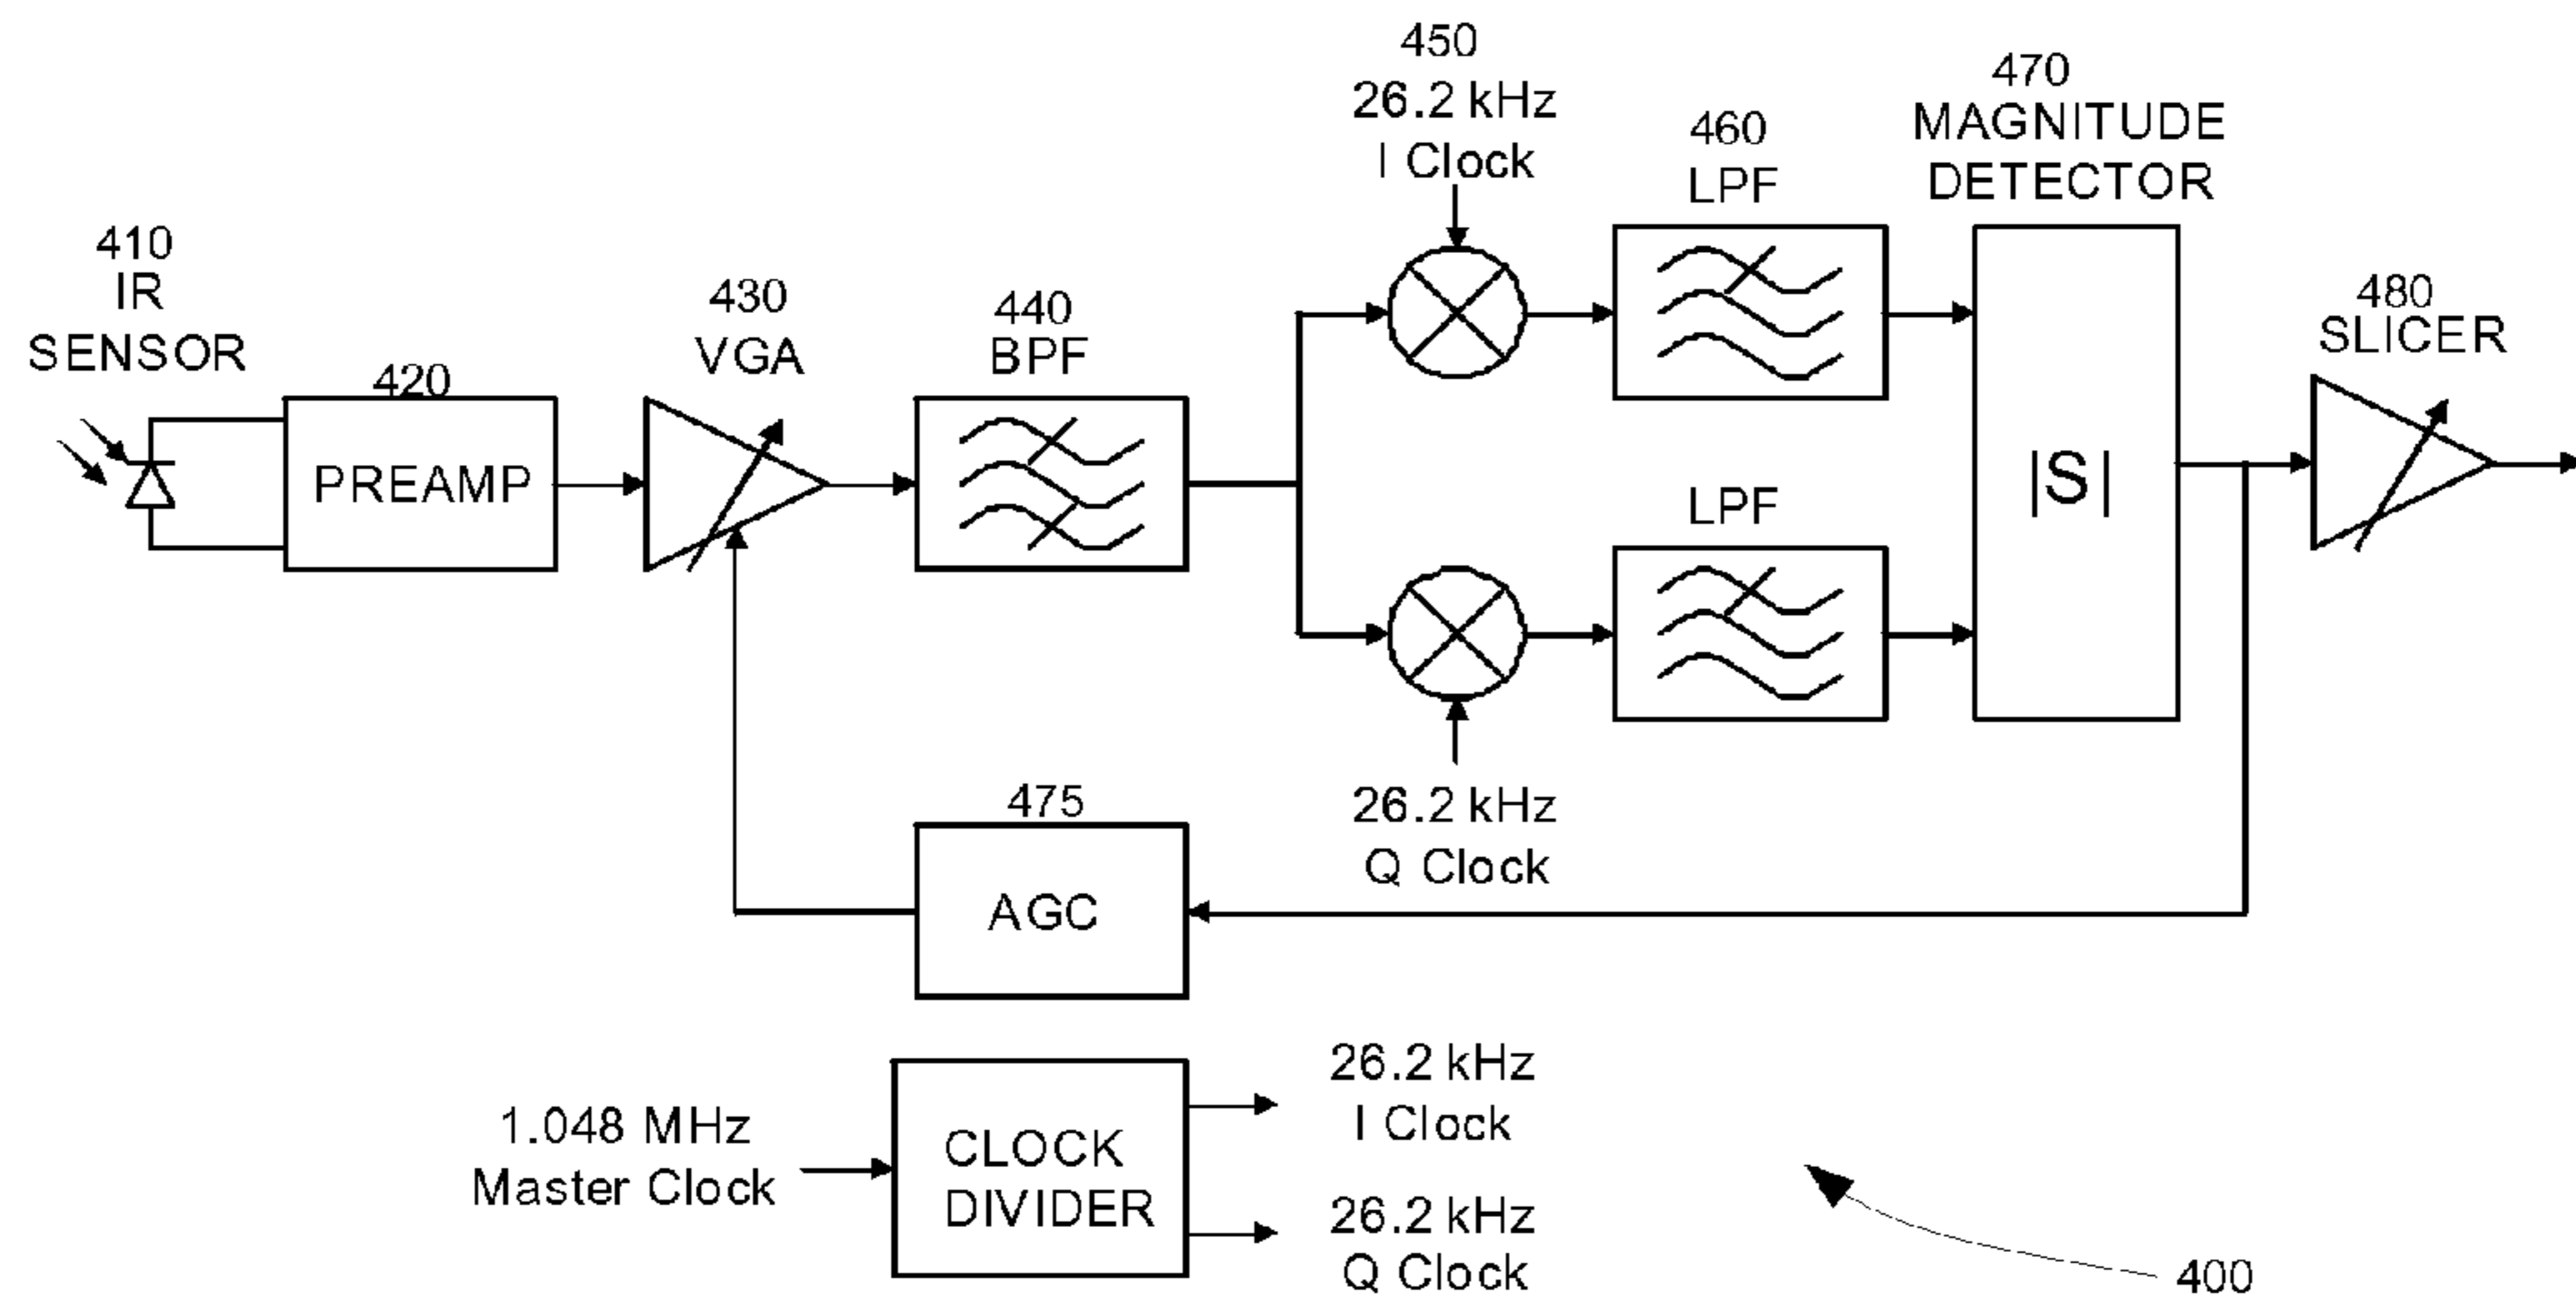 410
IR
SENSOR
420
PREAMP
430
VGA
440
BPF
450
26.2 kHz
I Clock
460
LPF
470
MAGNITUDE
DETECTOR
|S|
480
SLICER
LPF
26.2 kHz
Q Clock
475
AGC
1.048 MHz
Master Clock
CLOCK
DIVIDER
26.2 kHz
I Clock
26.2 kHz
Q Clock
400